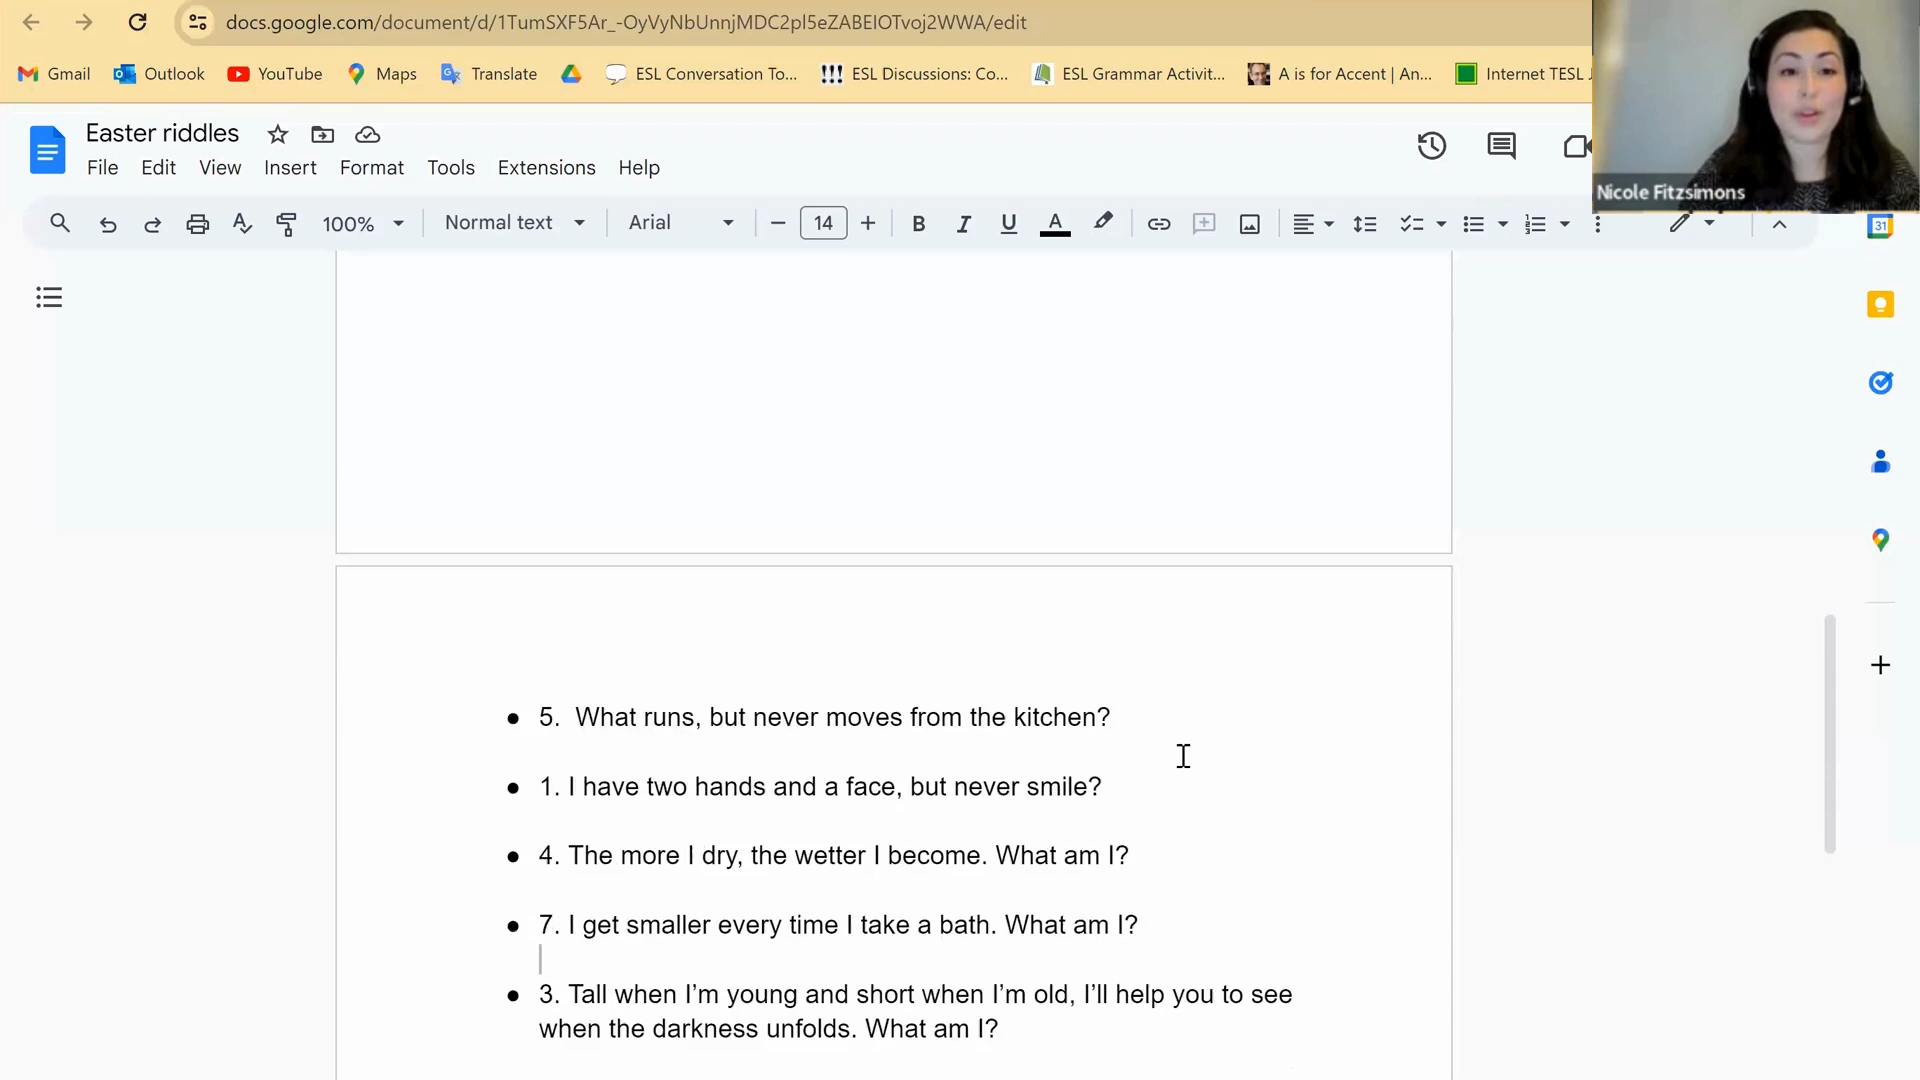 docs.google.com/document/d/1TumSXF5Ar_-OyVyNbUnnjMDC2pI5eZABEIOTvoj2WWA/edit
Gmail Outlook YouTube Maps Translate ESL Conversation To... !!! ESL Discussions: Co... ESL Grammar Activit... A is for Accent | An... Internet TESL J
Easter riddles
File Edit View Insert Format Tools Extensions Help
Nicole Fitzsimons
100% Normal text Arial 14 B I U A
31
● 5. What runs, but never moves from the kitchen?
● 1. I have two hands and a face, but never smile?
● 4. The more I dry, the wetter I become. What am I?
● 7. I get smaller every time I take a bath. What am I?
● 3. Tall when I’m young and short when I’m old, I’ll help you to see
when the darkness unfolds. What am I?